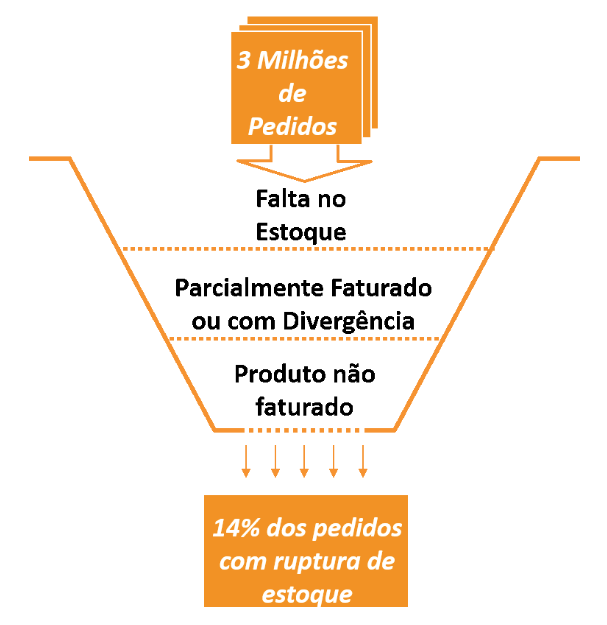 3 Milhões
de
Pedidos
Falta no
Estoque
Parcialmente Faturado
ou com Divergência
Produto não
faturado
14% dos pedidos
com ruptura de
estoque